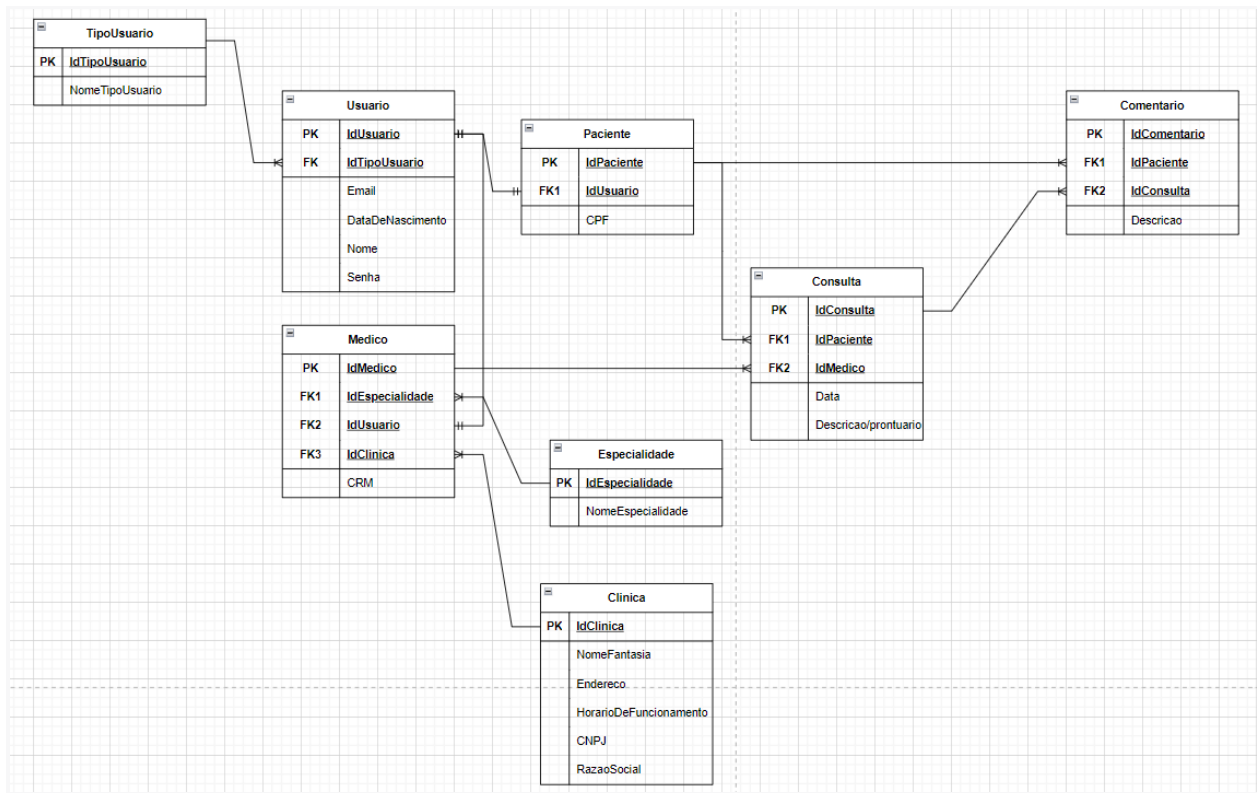 TipoUsuario
PK IdTipoUsuario
NomeTipoUsuario
Usuario
PK IdUsuario
FK IdTipoUsuario
Email
DataDeNascimento
Nome
Senha
Paciente
PK IdPaciente
FK1 IdUsuario
CPF
Comentario
PK IdComentario
FK1 IdPaciente
FK2 IdConsulta
Descricao
Consulta
PK IdConsulta
FK1 IdPaciente
FK2 IdMedico
Data
Descricao/prontuario
Medico
PK IdMedico
FK1 IdEspecialidade
FK2 IdUsuario
FK3 IdClinica
CRM
Especialidade
PK IdEspecialidade
NomeEspecialidade
Clinica
PK IdClinica
NomeFantasia
Endereco
HorarioDeFuncionamento
CNPJ
RazaoSocial